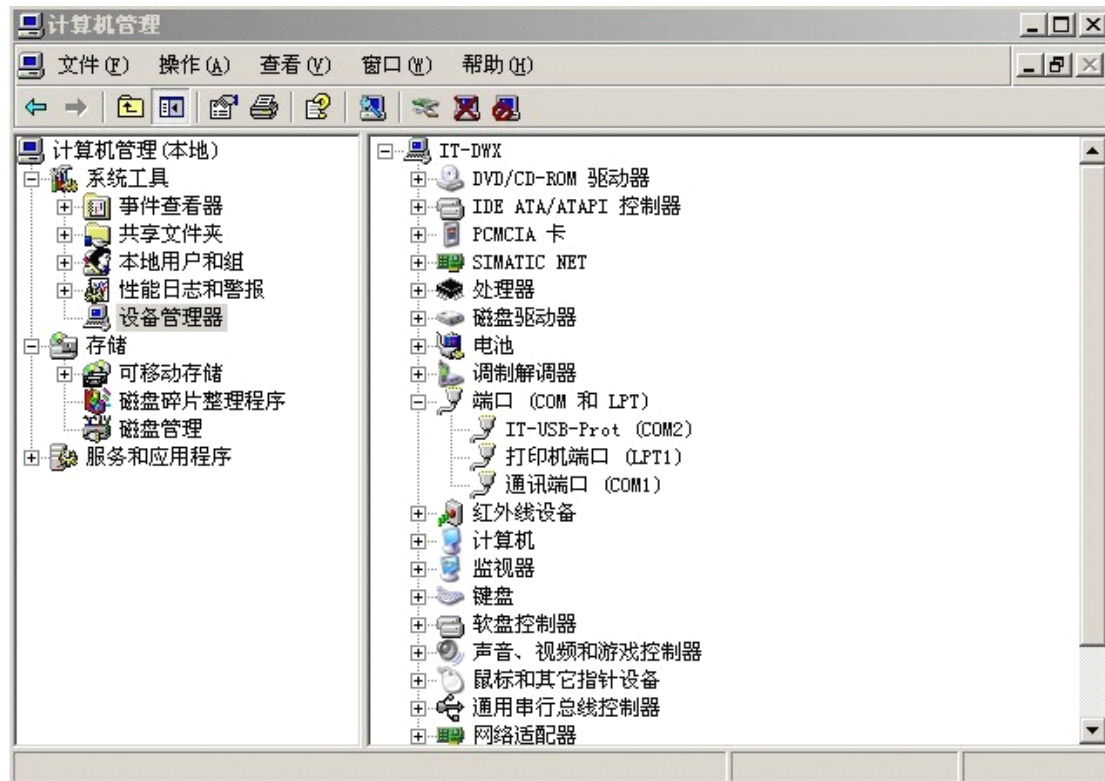 计算机管理
文件(F) 操作(A) 查看(V) 窗口(W) 帮助(H)
计算机管理(本地)
系统工具
事件查看器
共享文件夹
本地用户和组
性能日志和警报
设备管理器
存储
可移动存储
磁盘碎片整理程序
磁盘管理
服务和应用程序
IT-DWX
DVD/CD-ROM 驱动器
IDE ATA/ATAPI 控制器
PCMCIA 卡
SIMATIC NET
处理器
磁盘驱动器
电池
调制解调器
端口 (COM 和 LPT)
IT-USB-Prot (COM2)
打印机端口 (LPT1)
通讯端口 (COM1)
红外线设备
计算机
监视器
键盘
软盘控制器
声音、视频和游戏控制器
鼠标和其它指针设备
通用串行总线控制器
网络适配器